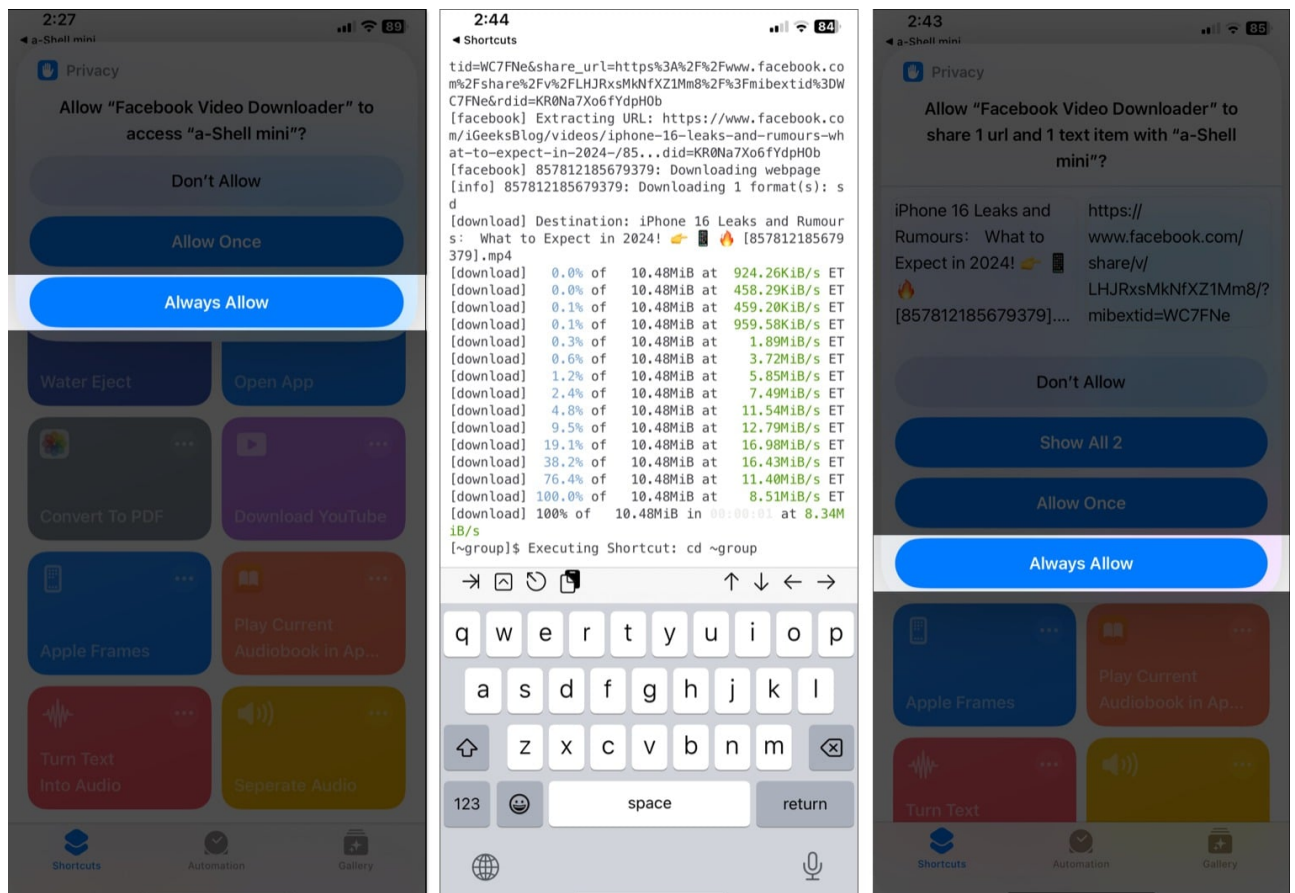 2:27
89
◀ a-Shell mini
Privacy
Allow “Facebook Video Downloader” to
access “a-Shell mini”?
Don’t Allow
Allow Once
Always Allow
Water Eject
Open App
Convert To PDF
Download YouTube
Apple Frames
Play Current
Audiobook in Ap...
Turn Text
Into Audio
Seperate Audio
Shortcuts
Automation
Gallery
2:44
84
◀ Shortcuts
tid=WC7FNe&share_url=https%3A%2F%2Fwww.facebook.co
m%2Fshare%2Fv%2FLHJRxsMkNfXZ1Mm8%2F%3Fmibextid%3DW
C7FNe&rdid=KR0Na7Xo6fYdpHOb
[facebook] Extracting URL: https://www.facebook.co
m/iGeeksBlog/videos/iphone-16-leaks-and-rumours-wh
at-to-expect-in-2024-/85...did=KR0Na7Xo6fYdpHOb
[facebook] 857812185679379: Downloading webpage
[info] 857812185679379: Downloading 1 format(s): s
d
[download] Destination: iPhone 16 Leaks and Rumour
s： What to Expect in 2024! 👉 📱 🔥 [857812185679
379].mp4
[download]   0.0% of   10.48MiB at  924.26KiB/s ET
[download]   0.0% of   10.48MiB at  458.29KiB/s ET
[download]   0.1% of   10.48MiB at  459.20KiB/s ET
[download]   0.1% of   10.48MiB at  959.58KiB/s ET
[download]   0.3% of   10.48MiB at    1.89MiB/s ET
[download]   0.6% of   10.48MiB at    3.72MiB/s ET
[download]   1.2% of   10.48MiB at    5.85MiB/s ET
[download]   2.4% of   10.48MiB at    7.49MiB/s ET
[download]   4.8% of   10.48MiB at   11.54MiB/s ET
[download]   9.5% of   10.48MiB at   12.79MiB/s ET
[download]  19.1% of   10.48MiB at   16.98MiB/s ET
[download]  38.2% of   10.48MiB at   16.43MiB/s ET
[download]  76.4% of   10.48MiB at   11.40MiB/s ET
[download] 100.0% of   10.48MiB at    8.51MiB/s ET
[download] 100% of   10.48MiB in 00:00:01 at 8.34M
iB/s
[~group]$ Executing Shortcut: cd ~group
q w e r t y u i o p
a s d f g h j k l
z x c v b n m
123
space
return
2:43
85
◀ a-Shell mini
Privacy
Allow “Facebook Video Downloader” to
share 1 url and 1 text item with “a-Shell
mini”?
iPhone 16 Leaks and
Rumours： What to
Expect in 2024! 👉 📱
🔥
[857812185679379]....
https://
www.facebook.com/
share/v/
LHJRxsMkNfXZ1Mm8/?
mibextid=WC7FNe
Don’t Allow
Show All 2
Allow Once
Always Allow
Apple Frames
Play Current
Audiobook in Ap...
Turn Text
Shortcuts
Automation
Gallery